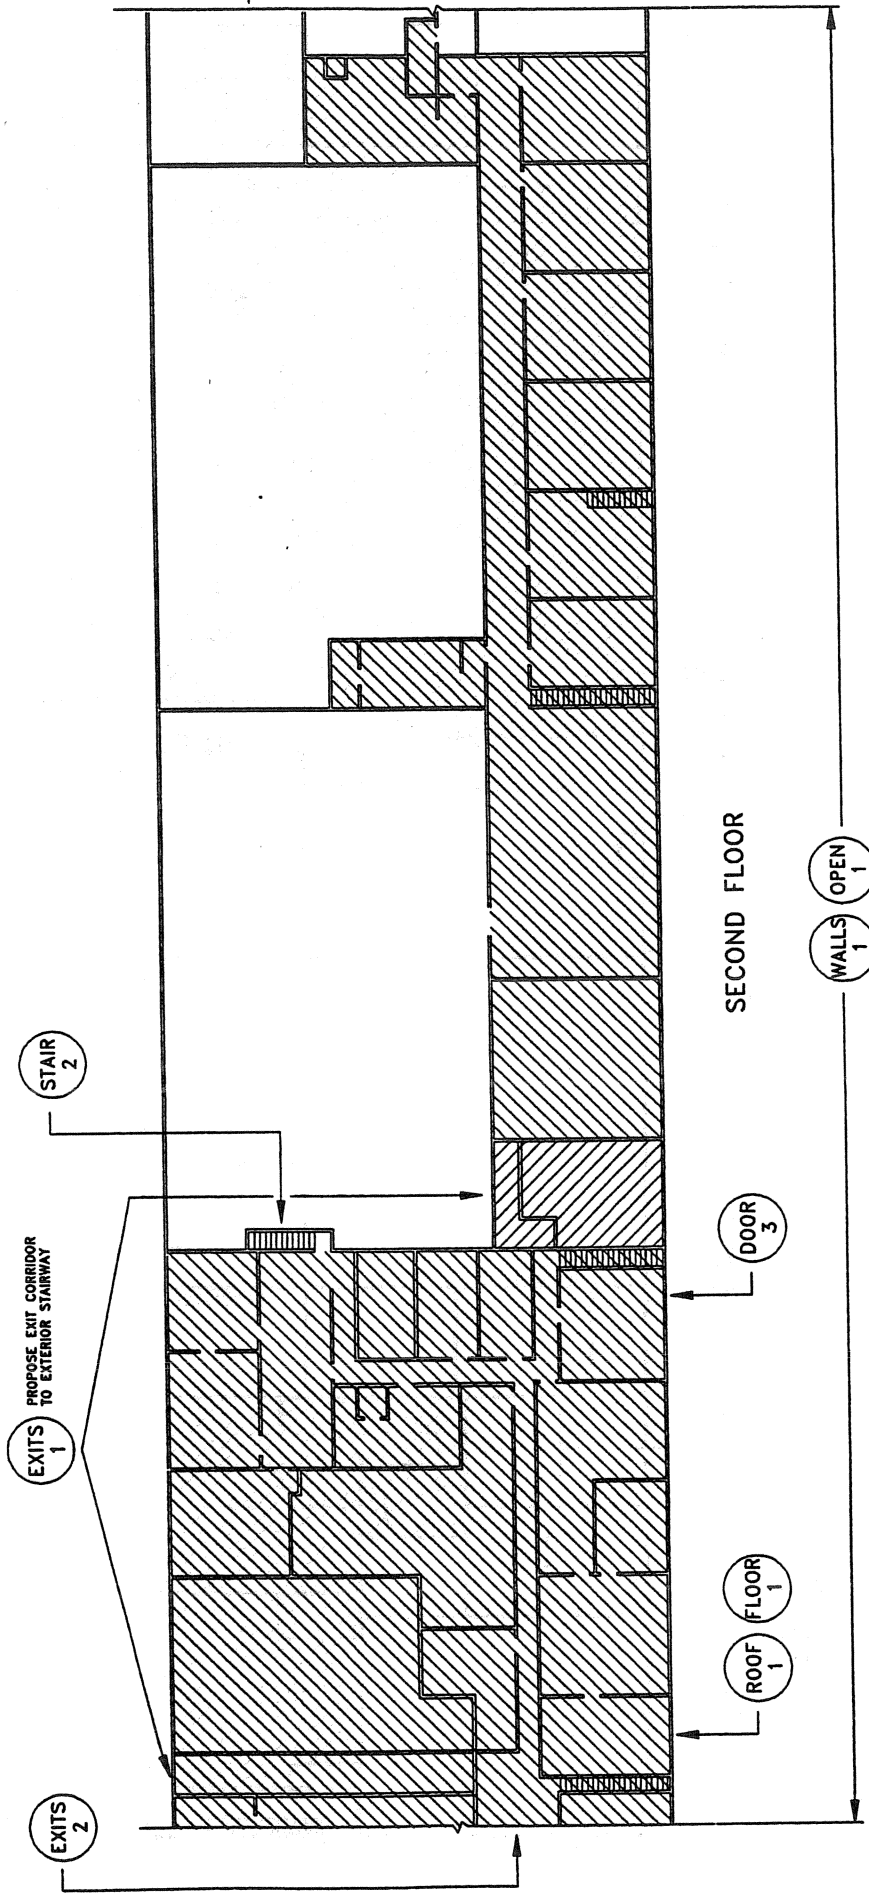 EXITS
2
EXITS
1
PROPOSE EXIT CORRIDOR
TO EXTERIOR STAIRWAY
STAIR
2
ROOF
1
FLOOR
1
DOOR
3
SECOND FLOOR
WALLS
1
OPEN
1